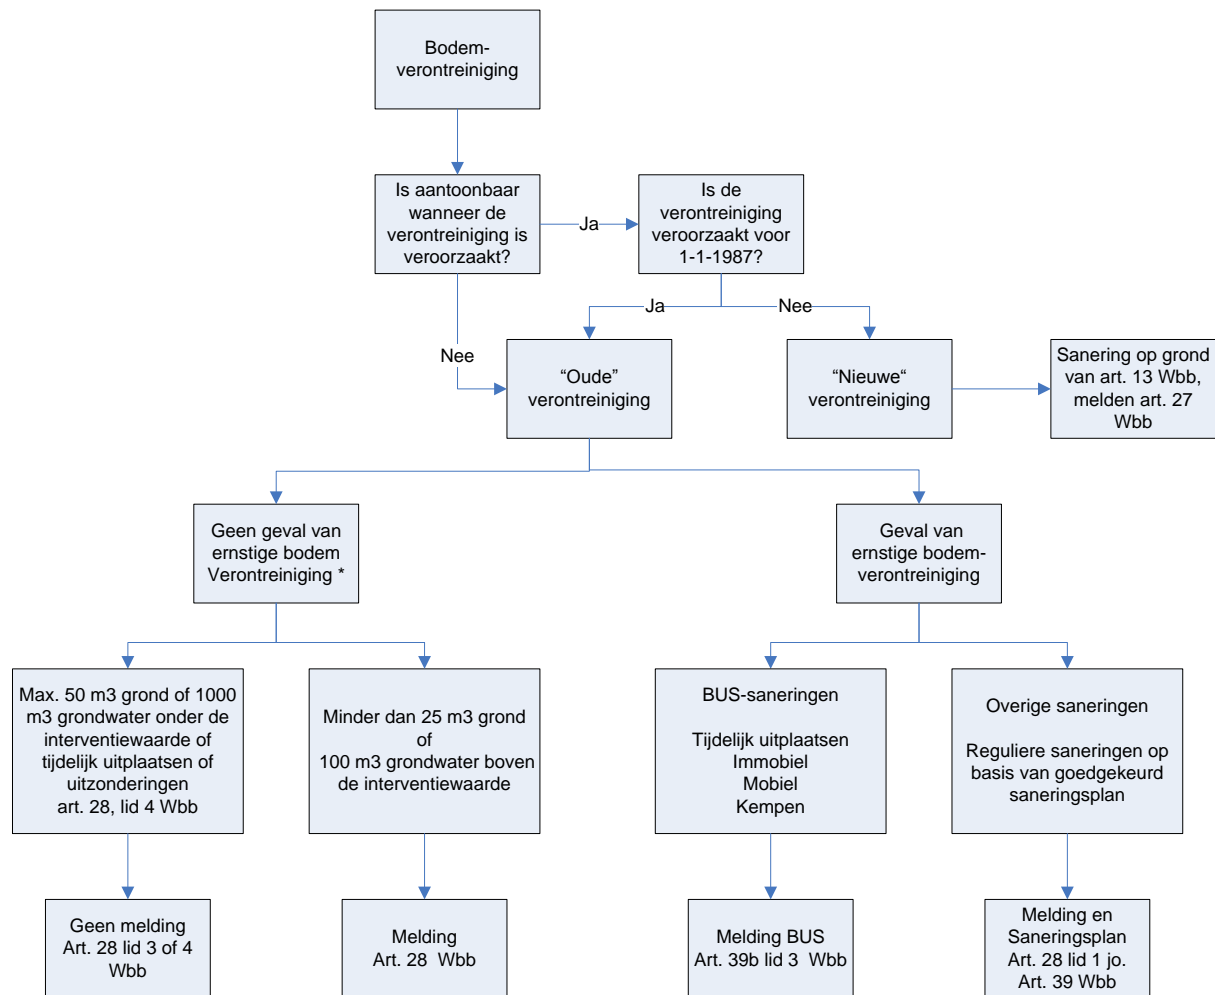 Bodem-
verontreiniging
Is aantoonbaar
wanneer de
verontreiniging is
veroorzaakt?
Ja
Is de
verontreiniging
veroorzaakt voor
1-1-1987?
Ja
Nee
Nee
“Oude”
verontreiniging
“Nieuwe“
verontreiniging
Sanering op grond
van art. 13 Wbb,
melden art. 27
Wbb
Geen geval van
ernstige bodem
Verontreiniging *
Geval van
ernstige bodem-
verontreiniging
Max. 50 m3 grond of 1000
m3 grondwater onder de
interventiewaarde of
tijdelijk uitplaatsen of
uitzonderingen
art. 28, lid 4 Wbb
Minder dan 25 m3 grond
of
100 m3 grondwater boven
de interventiewaarde
BUS-saneringen
Tijdelijk uitplaatsen
Immobiel
Mobiel
Kempen
Overige saneringen
Reguliere saneringen op
basis van goedgekeurd
saneringsplan
Geen melding
Art. 28 lid 3 of 4
Wbb
Melding
Art. 28 Wbb
Melding BUS
Art. 39b lid 3 Wbb
Melding en
Saneringsplan
Art. 28 lid 1 jo.
Art. 39 Wbb